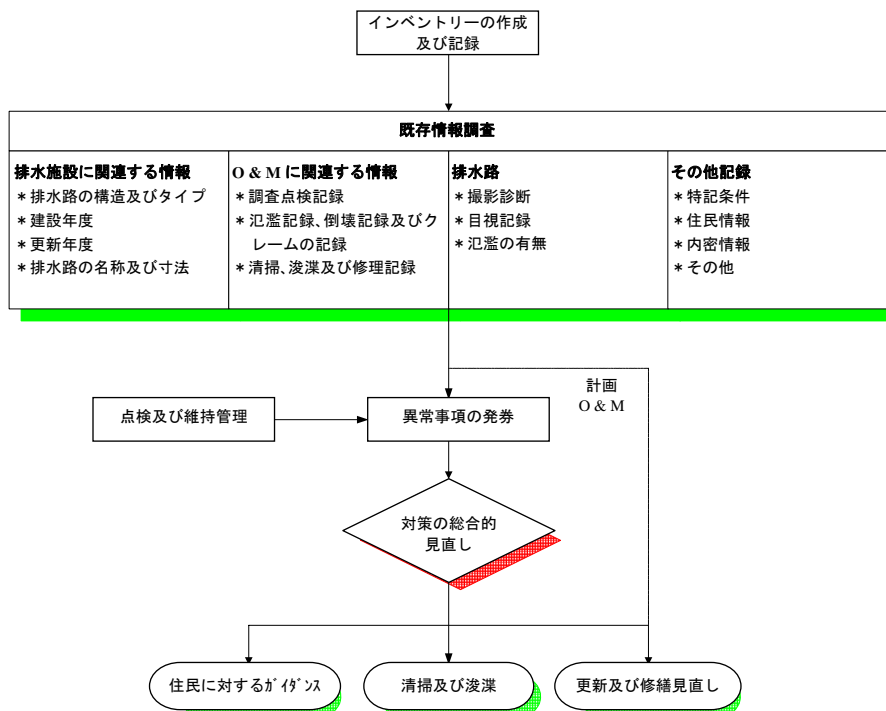 インベントリーの作成
及び記録
既存情報調査
排水施設に関連する情報
＊排水路の構造及びタイプ
＊建設年度
＊更新年度
＊排水路の名称及び寸法
O & M に関連する情報
＊調査点検記録
＊氾濫記録、倒壊記録及びク
レームの記録
＊清掃、浚渫及び修理記録
排水路
＊撮影診断
＊目視記録
＊氾濫の有無
その他記録
＊特記条件
＊住民情報
＊内密情報
＊その他
計画
O & M
点検及び維持管理
異常事項の発券
対策の総合的
見直し
住民に対するｶﾞｲﾀﾞﾝｽ
清掃及び浚渫
更新及び修繕見直し